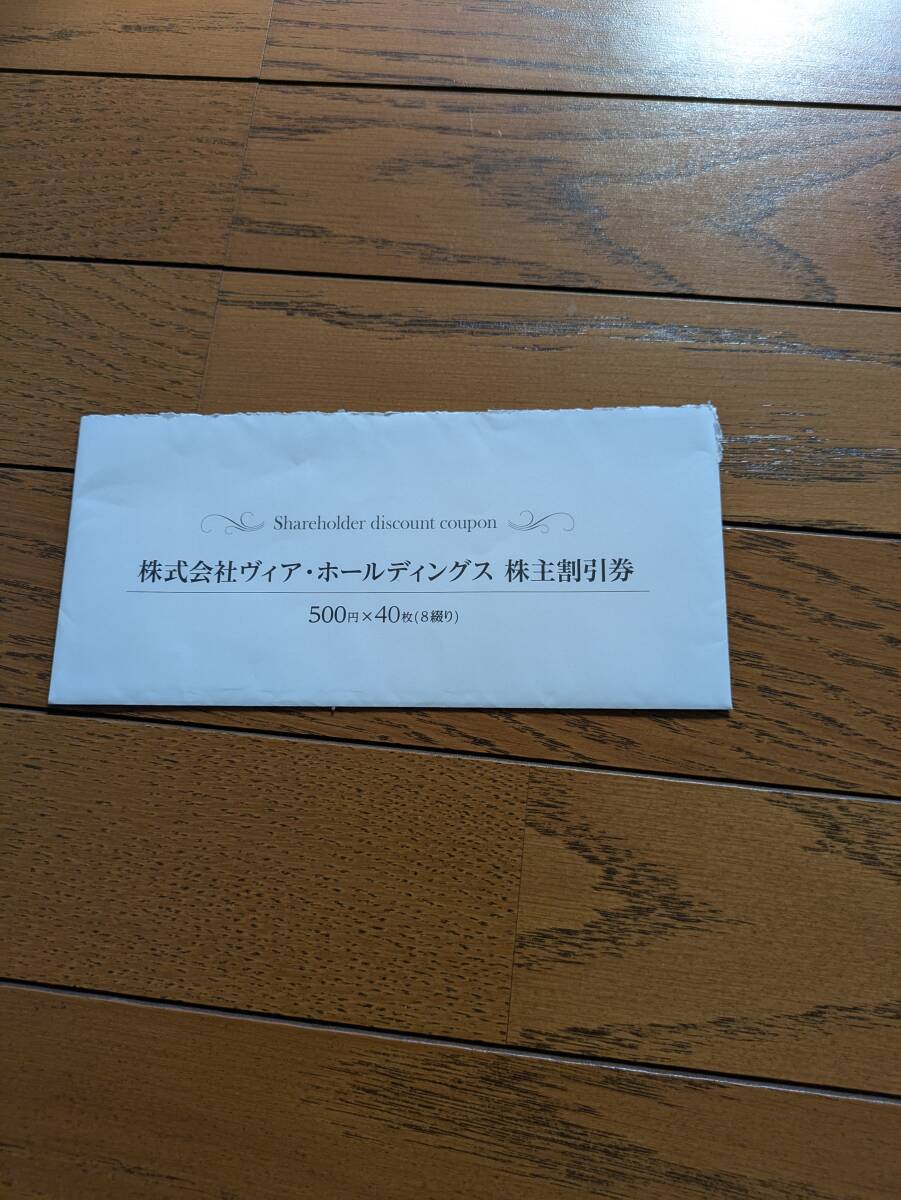 Shareholder discount coupon
株式会社ヴィア・ホールディングス 株主割引券
500円×40枚(8綴り)